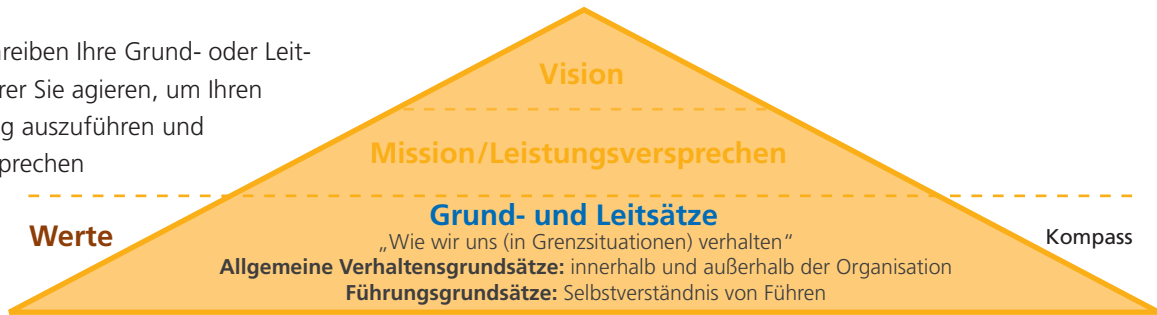 reiben Ihre Grund- oder Leit-
rer Sie agieren, um Ihren
g auszuführen und
prechen
Vision
Mission/Leistungsversprechen
Werte
Grund- und Leitsätze
„Wie wir uns (in Grenzsituationen) verhalten“
Kompass
Allgemeine Verhaltensgrundsätze: innerhalb und außerhalb der Organisation
Führungsgrundsätze: Selbstverständnis von Führen